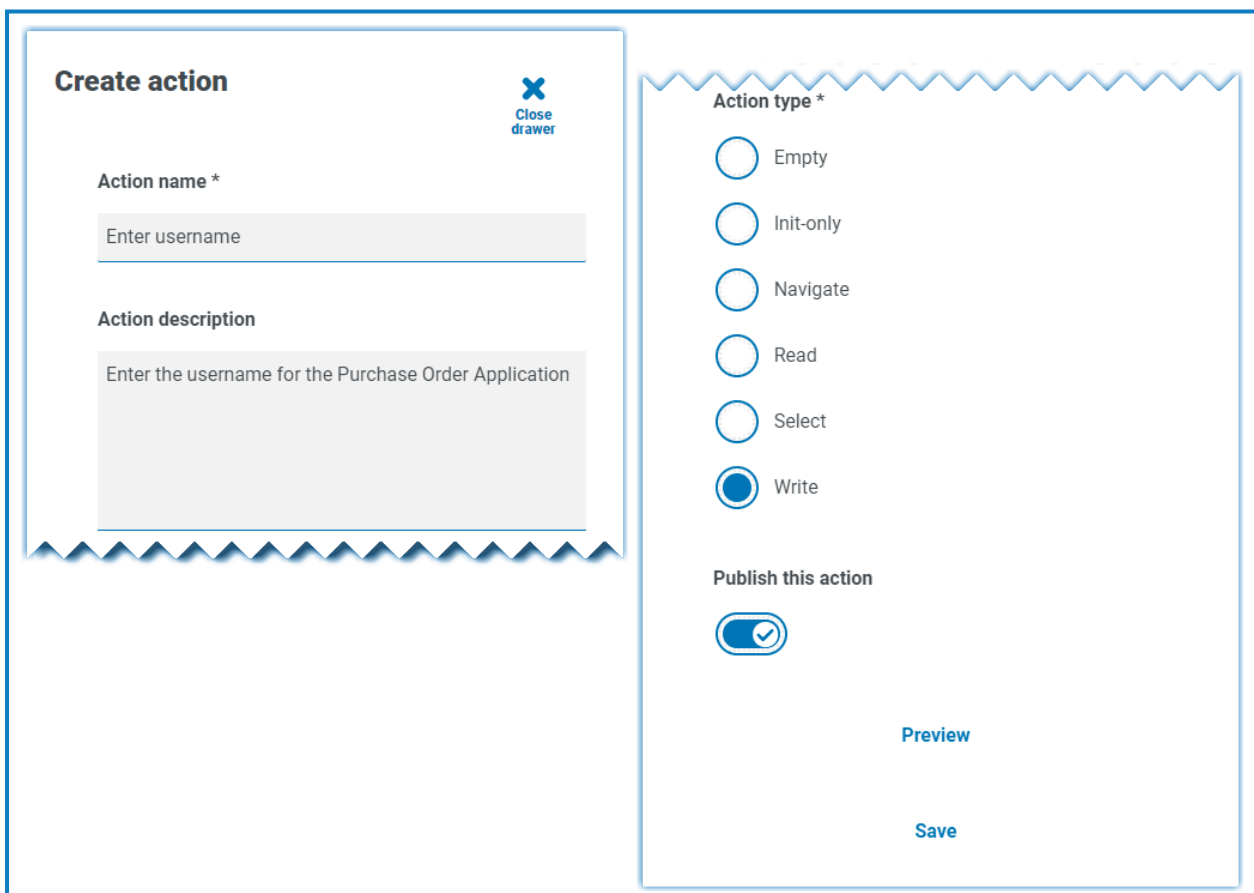 Create action
Close
drawer
Action name *
Enter username
Action description
Enter the username for the Purchase Order Application
Action type *
Empty
Init-only
Navigate
Read
Select
Write
Publish this action
Preview
Save